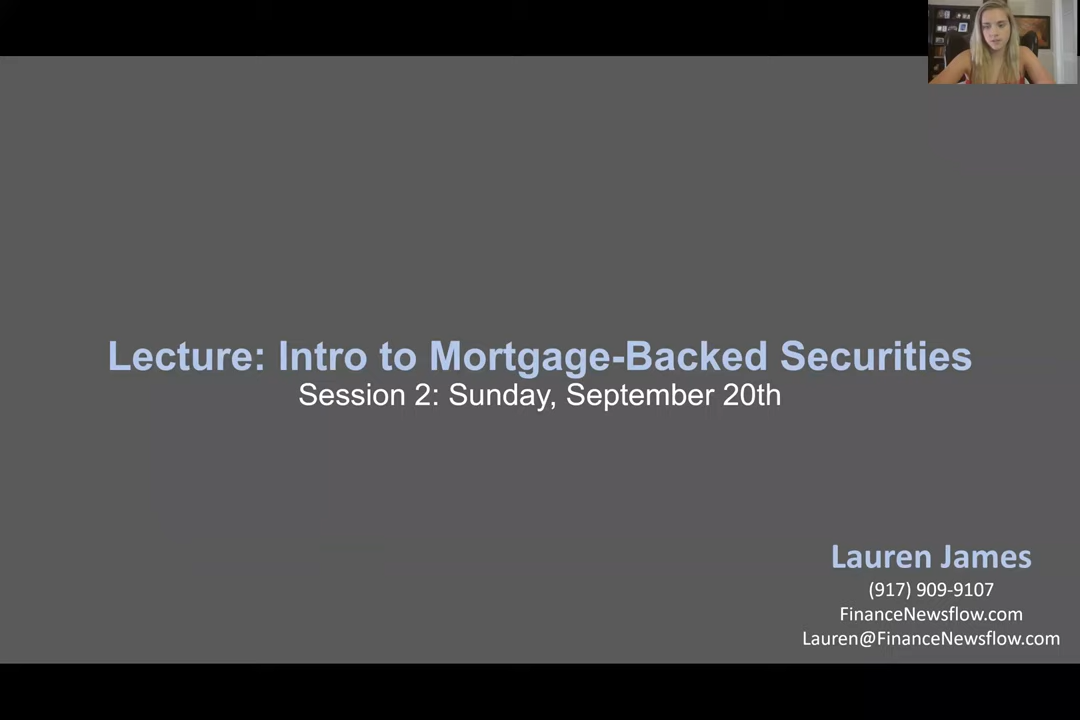 Lecture: Intro to Mortgage-Backed Securities
Session 2: Sunday, September 20th
Lauren James
(917) 909-9107
FinanceNewsflow.com
Lauren@FinanceNewsflow.com